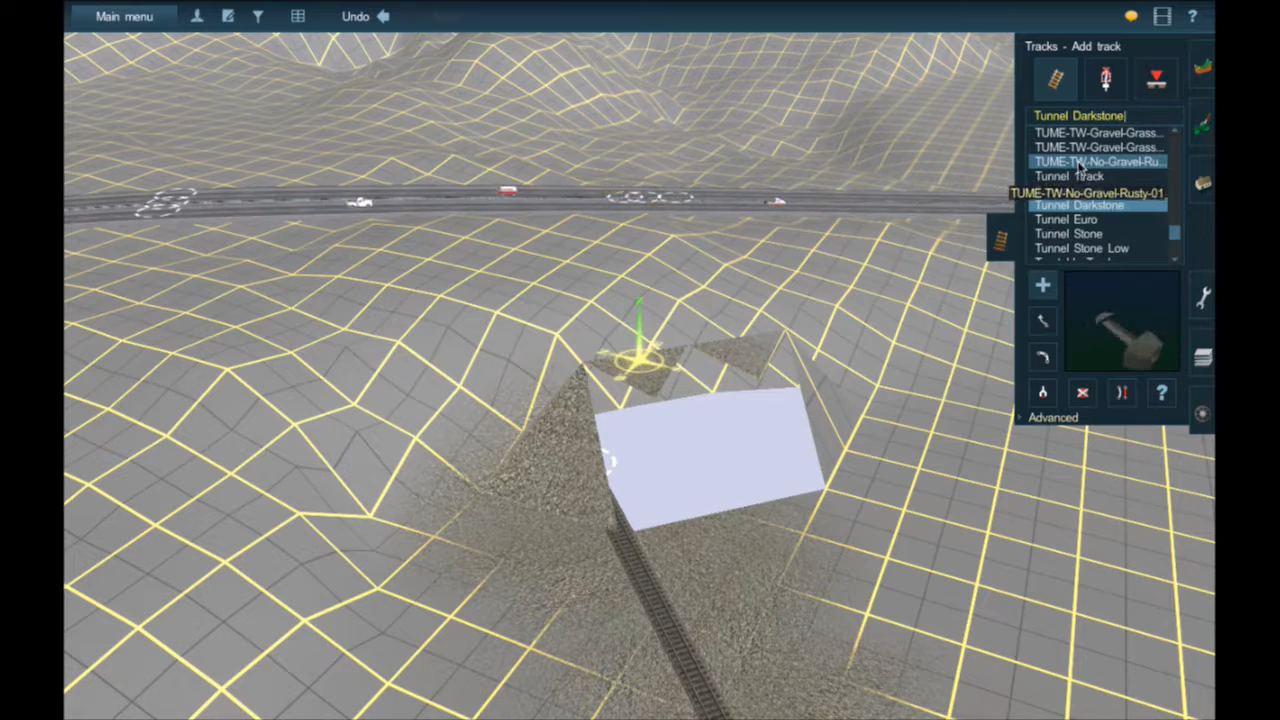 Main menu
Undo
?
Tracks - Add track
Tunnel Darkstone
TUME-TW-Gravel-Grass...
TUME-TW-Gravel-Grass...
TUME-TW-No-Gravel-Ru...
Tunnel 1track
TUME-TW-No-Gravel-Rusty-01
Tunnel Darkstone
Tunnel Euro
Tunnel Stone
Tunnel Stone Low
?
Advanced